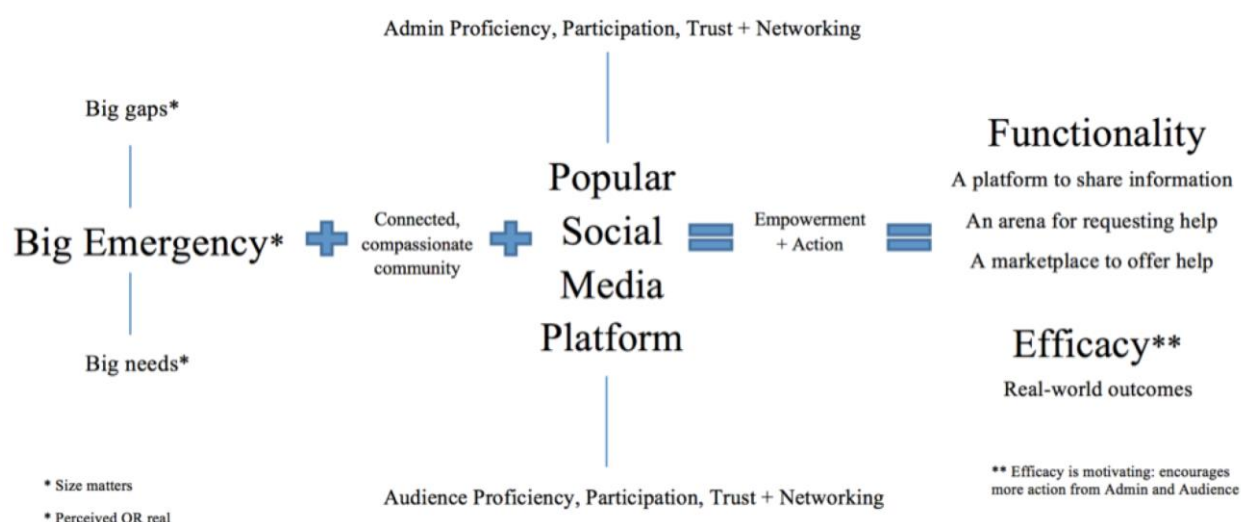 Admin Proficiency, Participation, Trust + Networking
Big gaps*
Big Emergency*
Big needs*
Connected,
compassionate
community
Popular
Social
Media
Platform
Empowerment
+ Action
Functionality
A platform to share information
An arena for requesting help
A marketplace to offer help
Efficacy**
Real-world outcomes
Audience Proficiency, Participation, Trust + Networking
* Size matters
* Perceived OR real
** Efficacy is motivating: encourages
more action from Admin and Audience